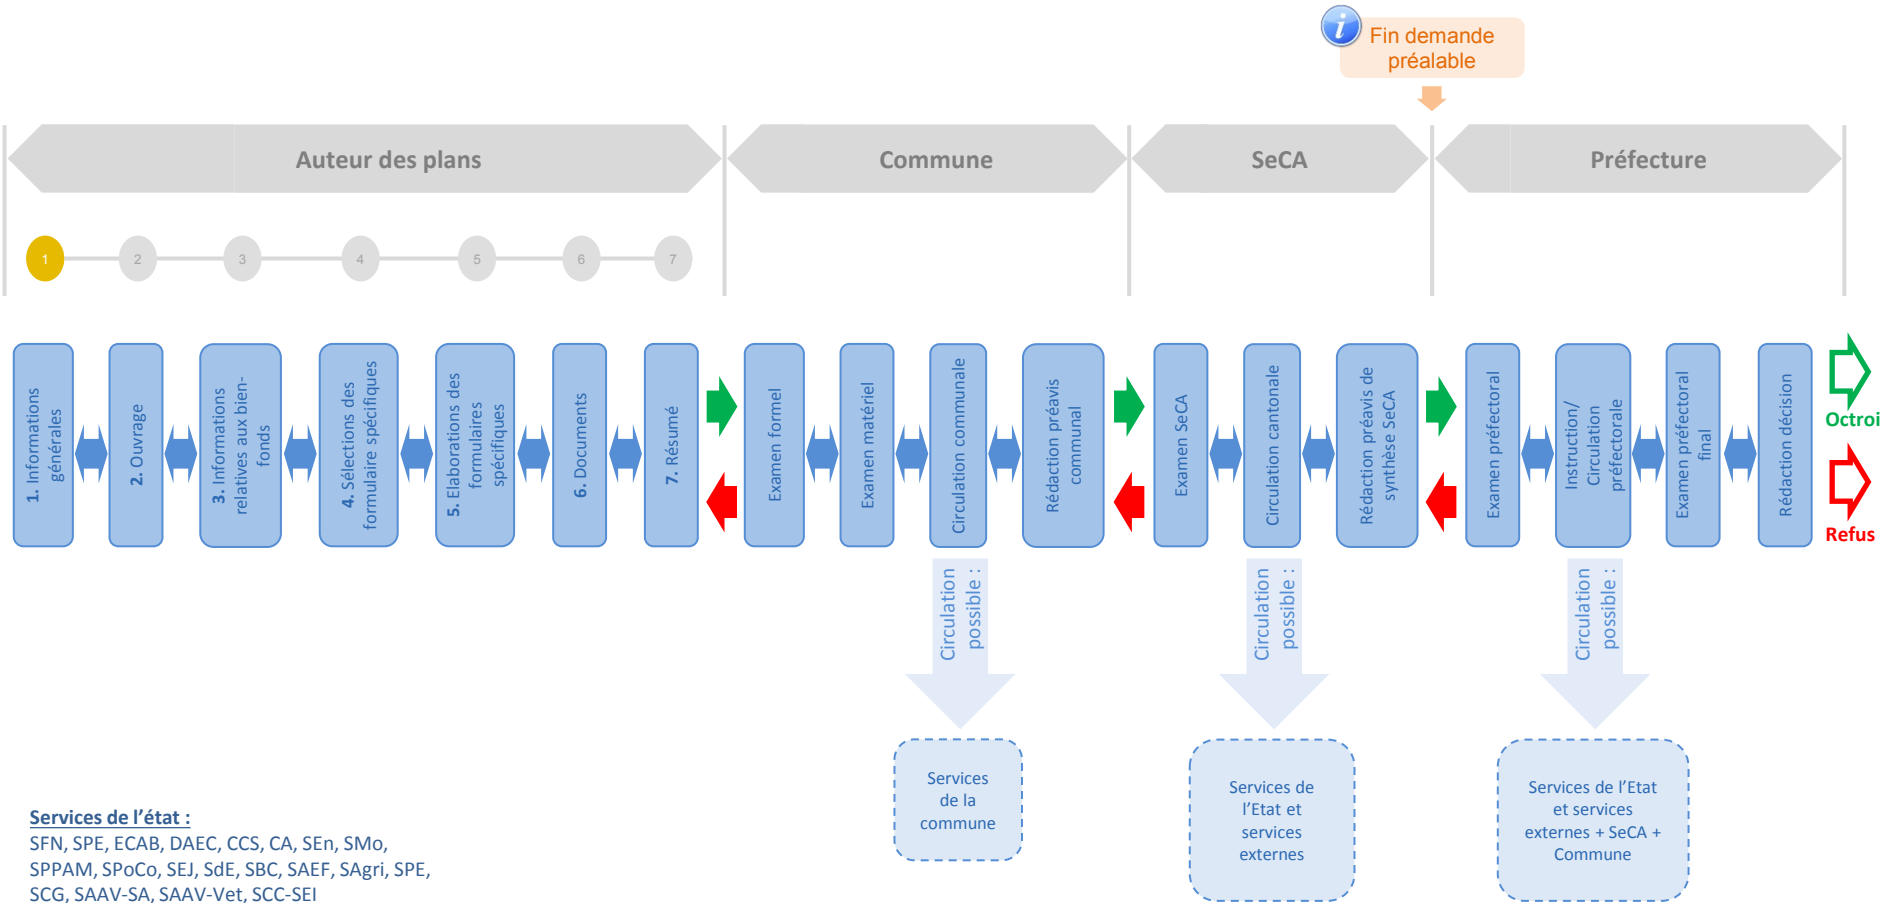 i
Fin demande
préalable
Auteur des plans
Commune
SeCA
Préfecture
1
2
3
4
5
6
7
1. Informations
générales
2. Ouvrage
3. Informations
relatives aux bien-
fonds
4. Sélections des
formulaire spécifiques
5. Elaborations des
formulaires
spécifiques
6. Documents
7. Résumé
Examen formel
Examen matériel
Circulation communale
Rédaction préavis
communal
Examen SeCA
Circulation cantonale
Rédaction préavis de
synthèse SeCA
Examen préfectoral
Instruction/
Circulation
préfectorale
Examen préfectoral
final
Rédaction décision
Octroi
Refus
Circulation
possible :
Circulation
possible :
Circulation
possible :
Services
de la
commune
Services de
l'Etat et
services
externes
Services de l'Etat
et services
externes + SeCA +
Commune
Services de l'état :
SFN, SPE, ECAB, DAEC, CCS, CA, SEn, SMo,
SPPAM, SPoCo, SEJ, SdE, SBC, SAEF, SAgri, SPE,
SCG, SAAV-SA, SAAV-Vet, SCC-SEI